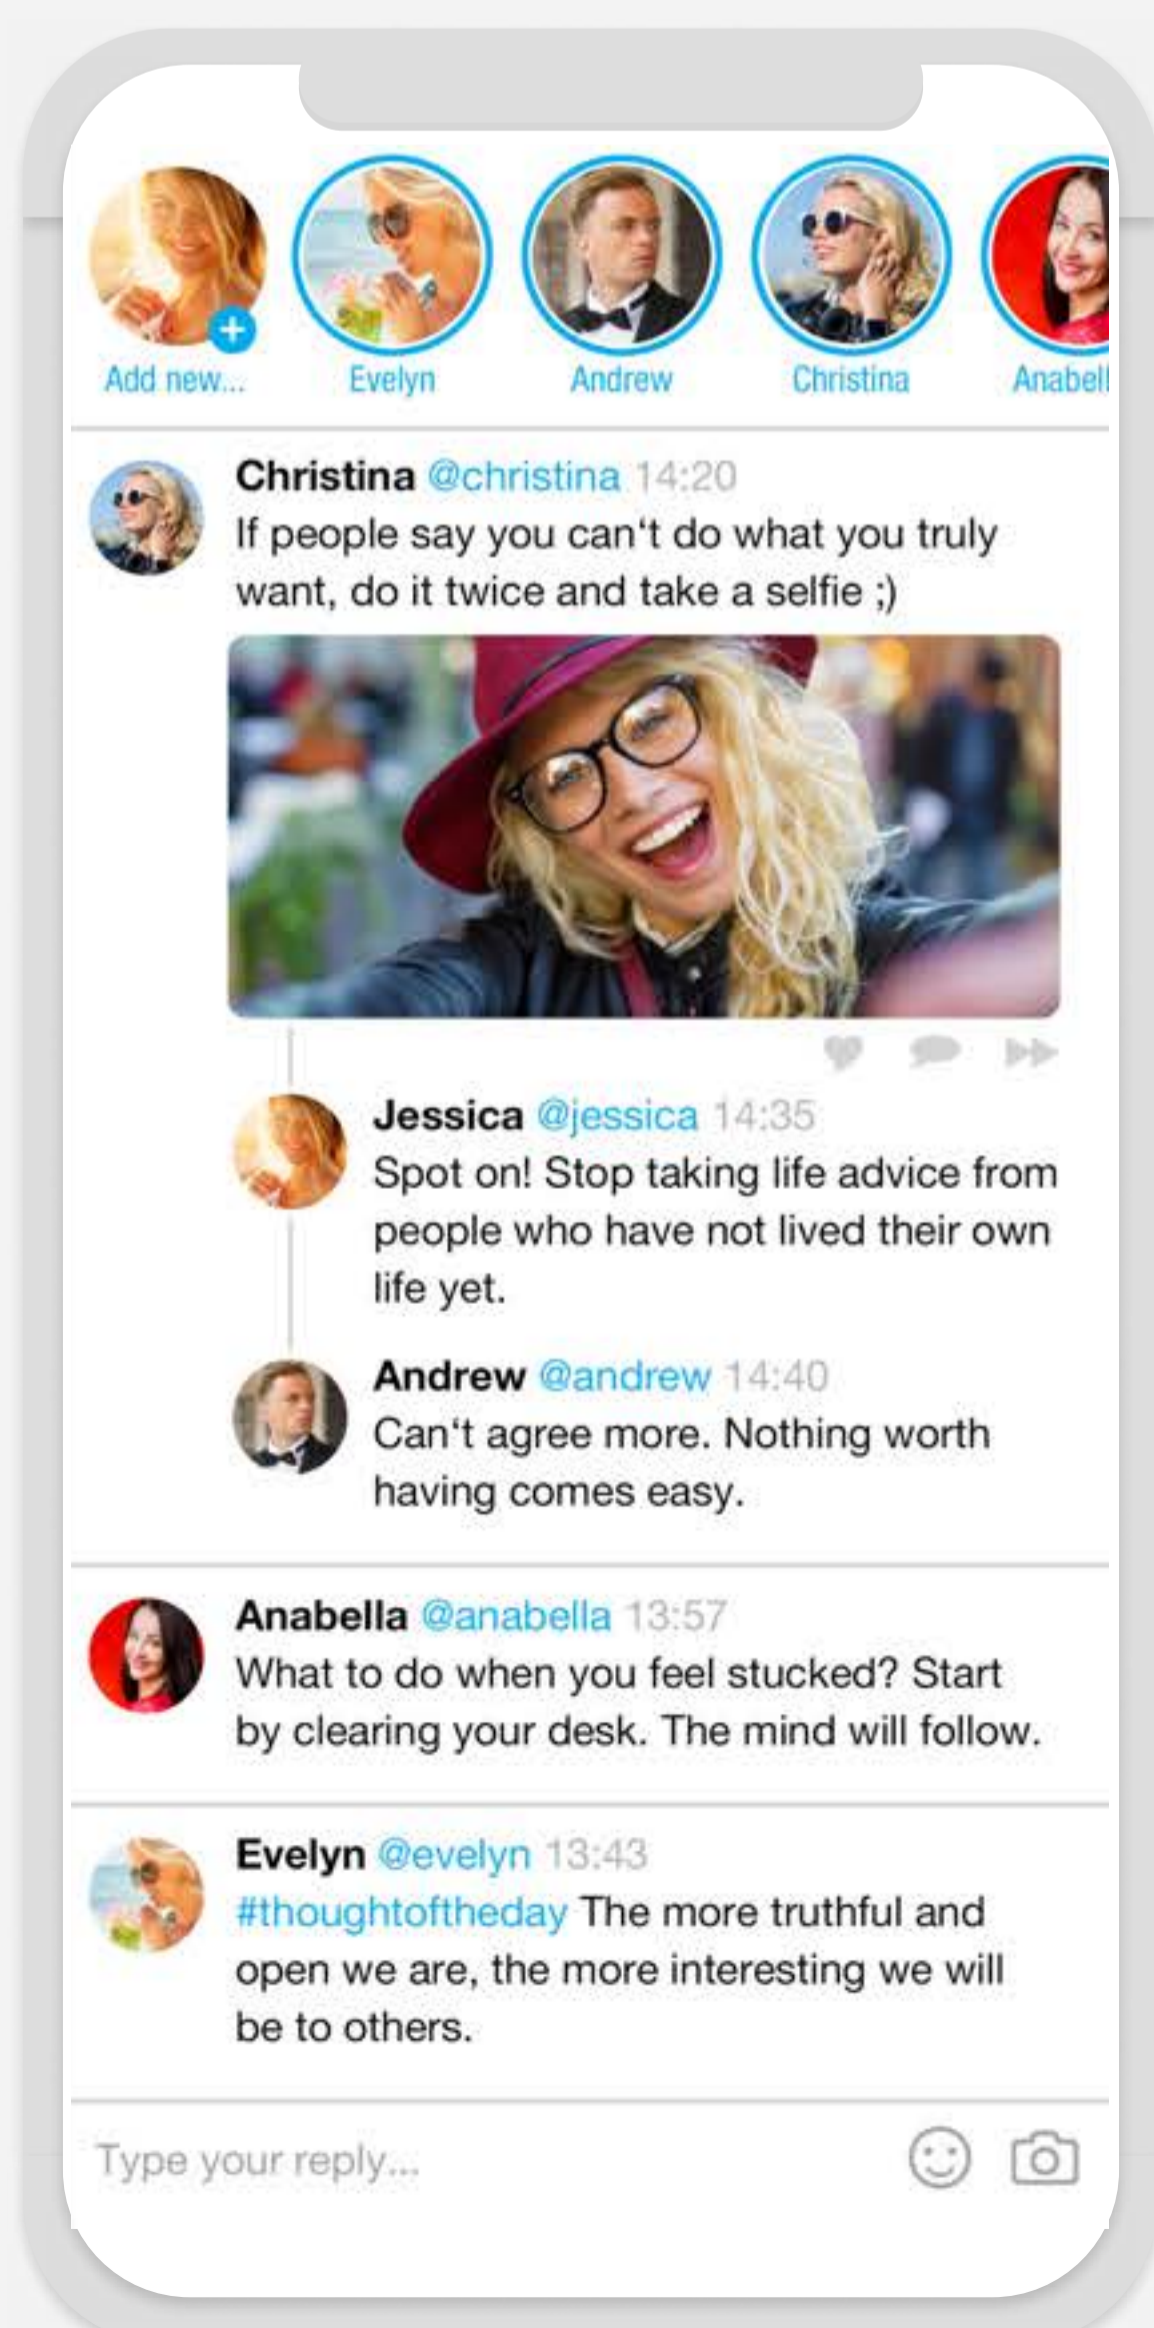 Add new...
Evelyn
Andrew
Christina
Anabell
Christina @christina 14:20
If people say you can‘t do what you truly
want, do it twice and take a selfie ;)
Jessica @jessica 14:35
Spot on! Stop taking life advice from
people who have not lived their own
life yet.
Andrew @andrew 14:40
Can‘t agree more. Nothing worth
having comes easy.
Anabella @anabella 13:57
What to do when you feel stucked? Start
by clearing your desk. The mind will follow.
Evelyn @evelyn 13:43
#thoughtoftheday The more truthful and
open we are, the more interesting we will
be to others.
Type your reply...